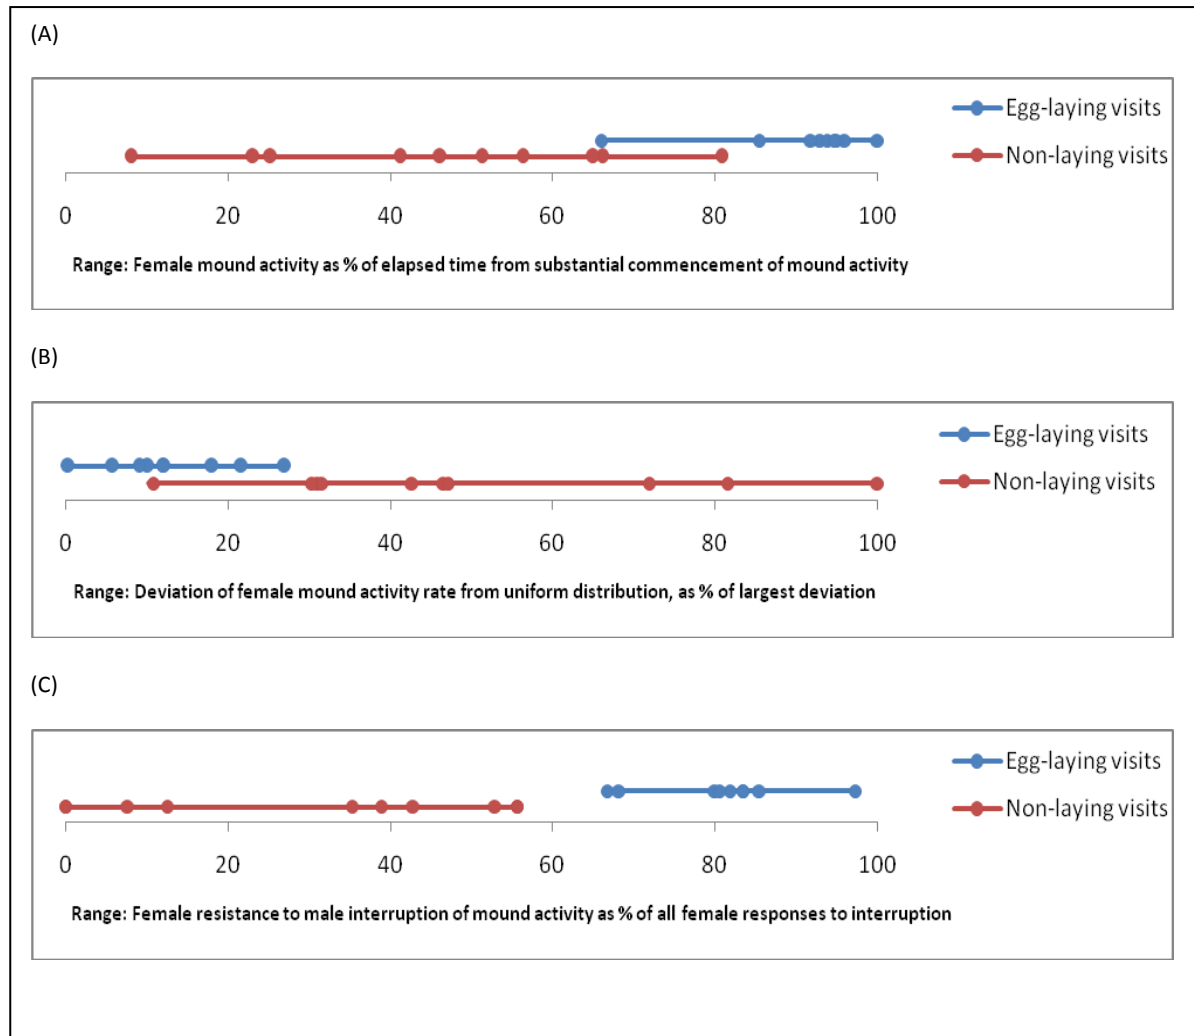 (A)
Egg-laying visits
Non-laying visits
0 20 40 60 80 100
Range: Female mound activity as % of elapsed time from substantial commencement of mound activity
(B)
Egg-laying visits
Non-laying visits
0 20 40 60 80 100
Range: Deviation of female mound activity rate from uniform distribution, as % of largest deviation
(C)
Egg-laying visits
Non-laying visits
0 20 40 60 80 100
Range: Female resistance to male interruption of mound activity as % of all female responses to interruption